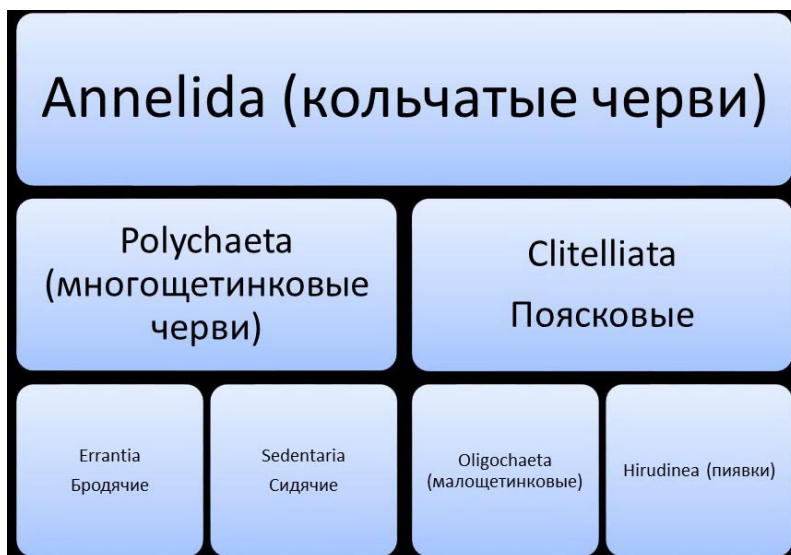 Annelida (кольчатые черви)
Polychaeta
(многощетинковые
черви)
Clitelliata
Поясковые
Errantia
Бродячие
Sedentaria
Сидячие
Oligochaeta
(малощетинковые)
Hirudinea (пиявки)